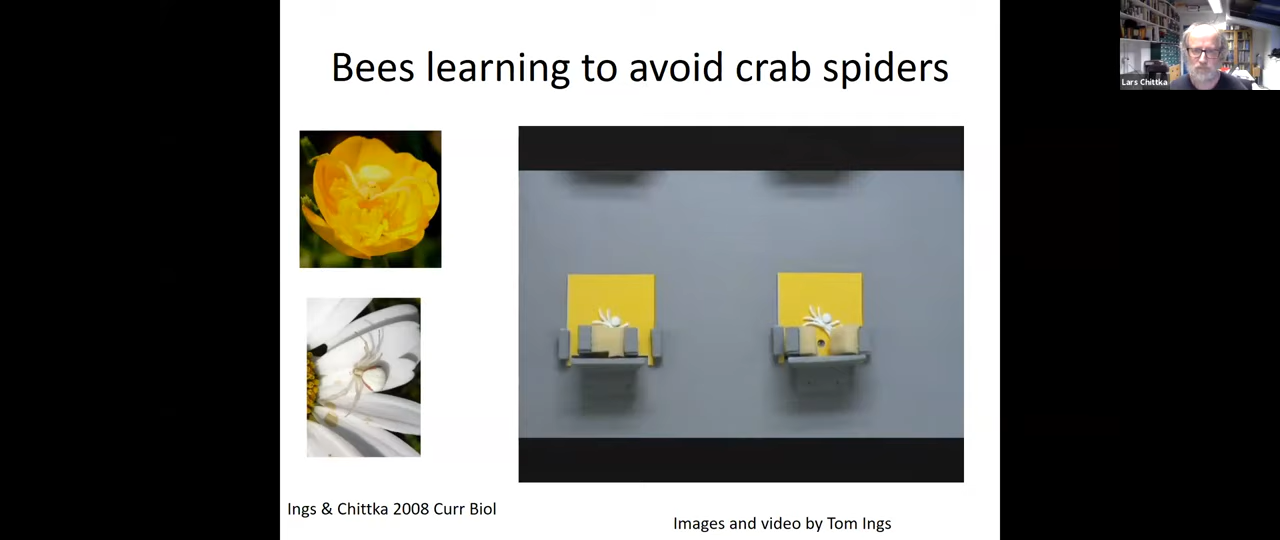 Bees learning to avoid crab spiders
Lars Chittka
Ings & Chittka 2008 Curr Biol
Images and video by Tom Ings